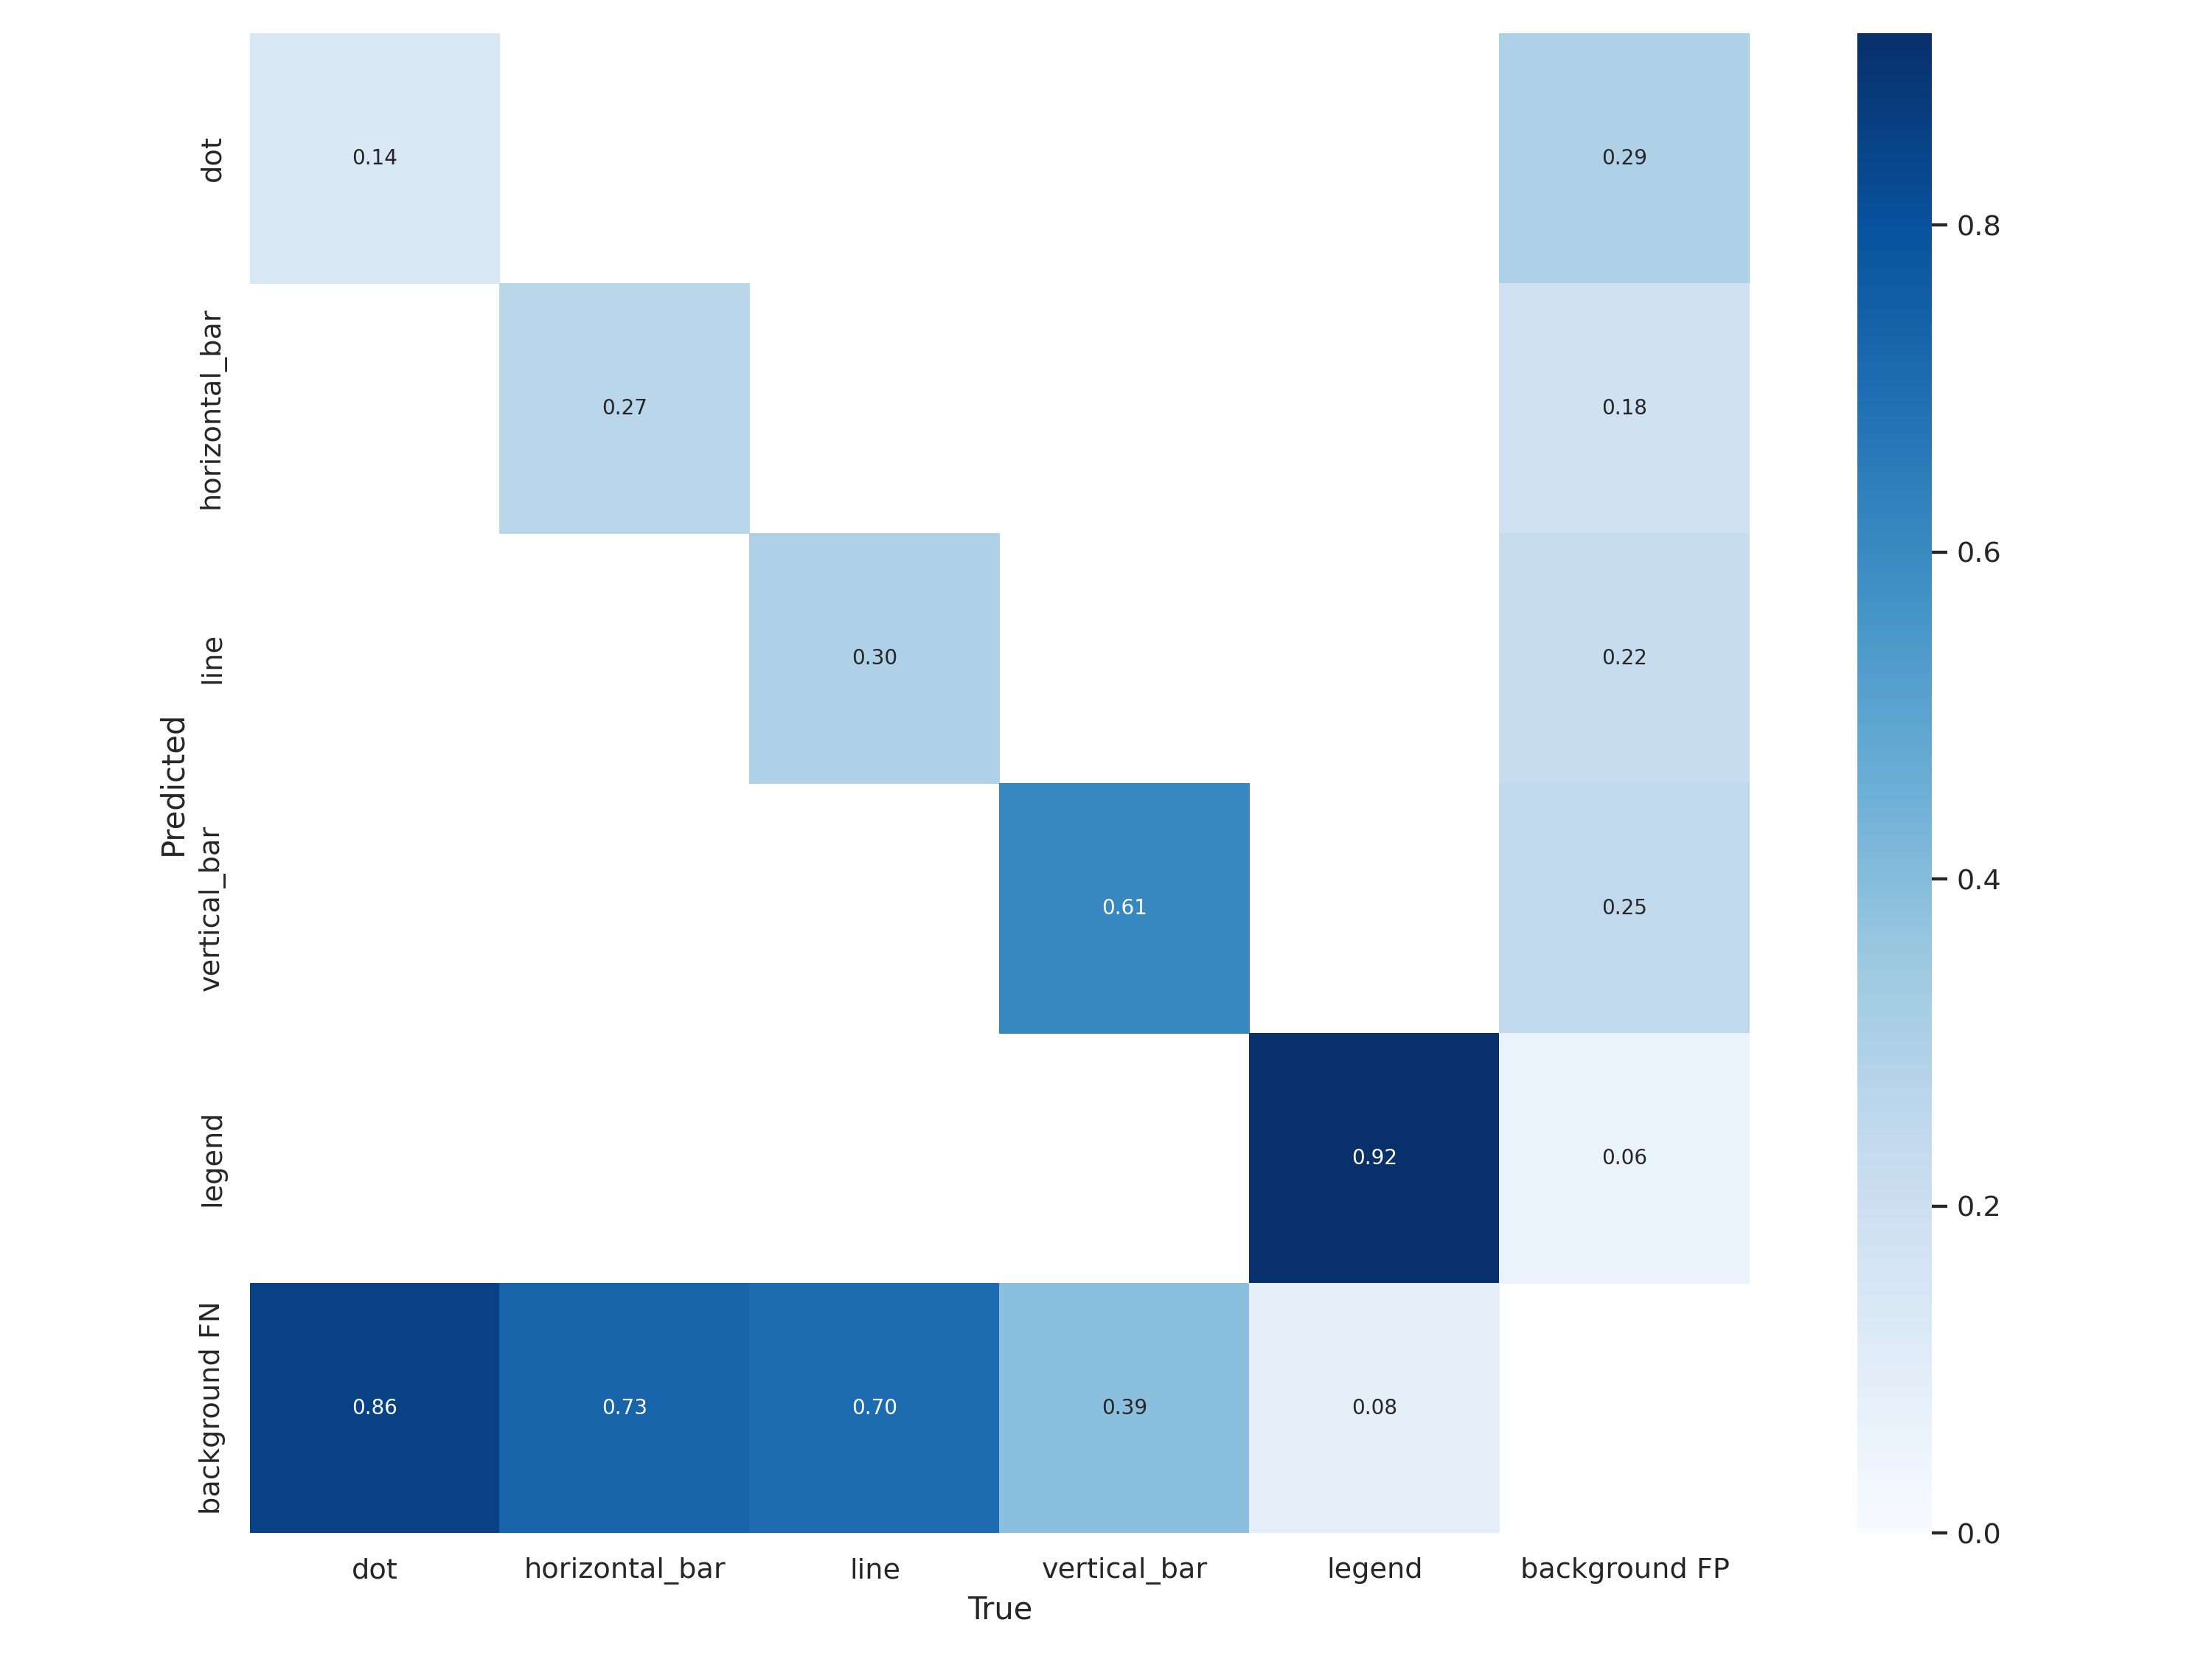 dot
0.14
0.29
0.8
horizontal_bar
0.27
0.18
0.6
line
0.30
0.22
Predicted
vertical_bar
0.61
0.25
0.4
legend
0.92
0.06
0.2
background FN
0.86
0.73
0.70
0.39
0.08
0.0
dot
horizontal_bar
line
vertical_bar
legend
background FP
True